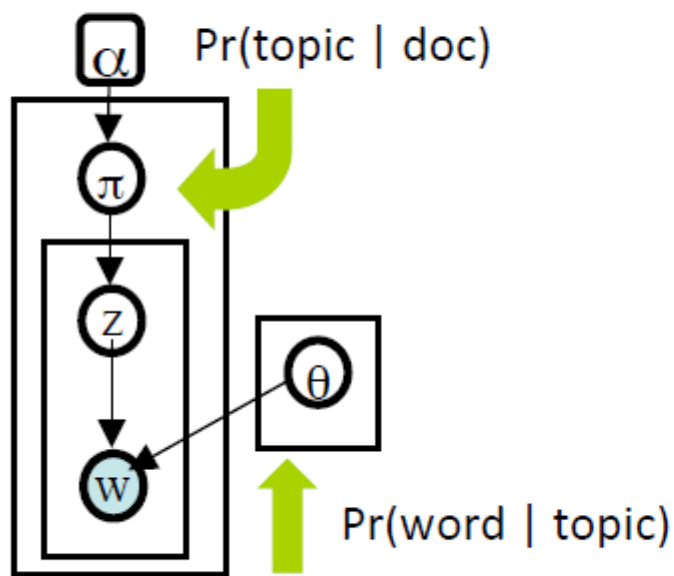 α
Pr(topic | doc)
π
z
θ
w
Pr(word | topic)